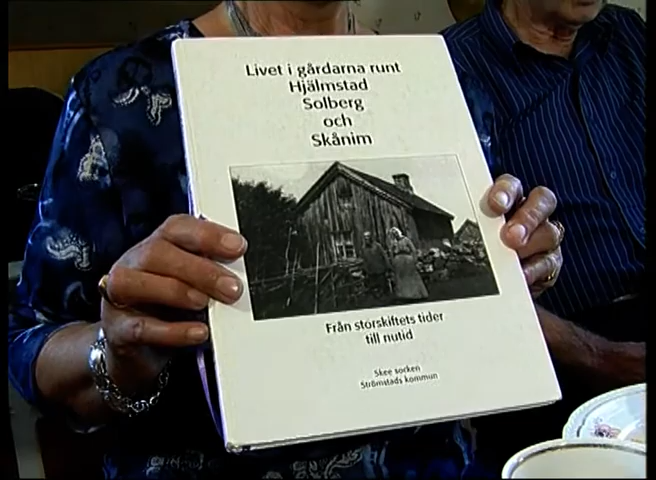 Livet i gårdarna runt
Hjälmstad
Solberg
och
Skånim
Från storskiftets tider
till nutid
Skee socken
Strömstads kommun